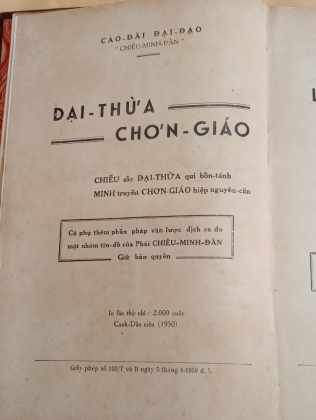 CAO-ĐÀI ĐẠI-ĐẠO
"CHIẾU-MINH-ĐÀN"
ĐẠI-THỪA
CHƠN-GIÁO
CHIẾU sắc ĐẠI-THỪA qui bồn-tánh
MINH truyền CHƠN-GIÁO hiệp nguyên-căn
Có phụ thêm phần pháp văn lược dịch ra do
một nhóm tín-đồ của Phái CHIẾU-MINH-ĐÀN
Giữ bản quyền
In lần thứ nhì : 2.000 cuốn
Canh-Dần niên (1950)
Giấy phép số 152/T và B ngày 5 tháng 4-1950 d. l.
L